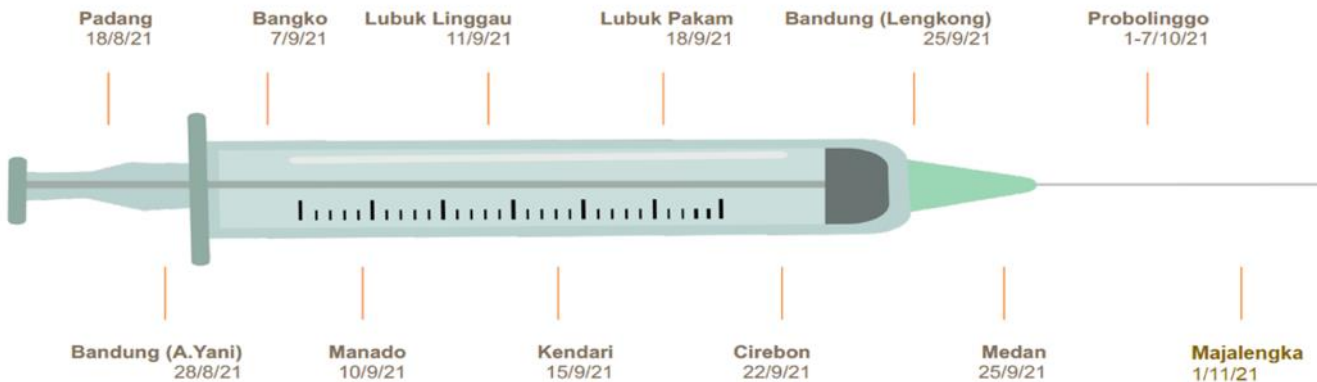 Padang
18/8/21
Bangko
7/9/21
Lubuk Linggau
11/9/21
Lubuk Pakam
18/9/21
Bandung (Lengkong)
25/9/21
Probolinggo
1-7/10/21
Bandung (A.Yani)
28/8/21
Manado
10/9/21
Kendari
15/9/21
Cirebon
22/9/21
Medan
25/9/21
Majalengka
1/11/21